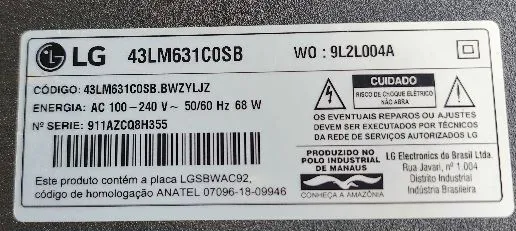 LG 43LM631C0SB WO : 9L2L004A
CÓDIGO: 43LM631C0SB.BWZYLJZ
ENERGIA: AC 100 – 240 V ~ 50/60 Hz 68 W
Nº SERIE: 911AZCQ8H355
Este produto contém a placa LGSBWAC92,
código de homologação ANATEL 07096-18-09946
CUIDADO
RISCO DE CHOQUE ELÉTRICO
NÃO ABRA
OS EVENTUAIS REPAROS OU AJUSTES
DEVEM SER EXECUTADOS POR TÉCNICOS
DA REDE DE SERVIÇOS AUTORIZADOS LG
PRODUZIDO NO
POLO INDUSTRIAL
DE MANAUS
CONHEÇA A AMAZÔNIA
LG Electronics do Brasil Ltda.
Rua Javari, nº 1.004
Distrito Industrial
Indústria Brasileira